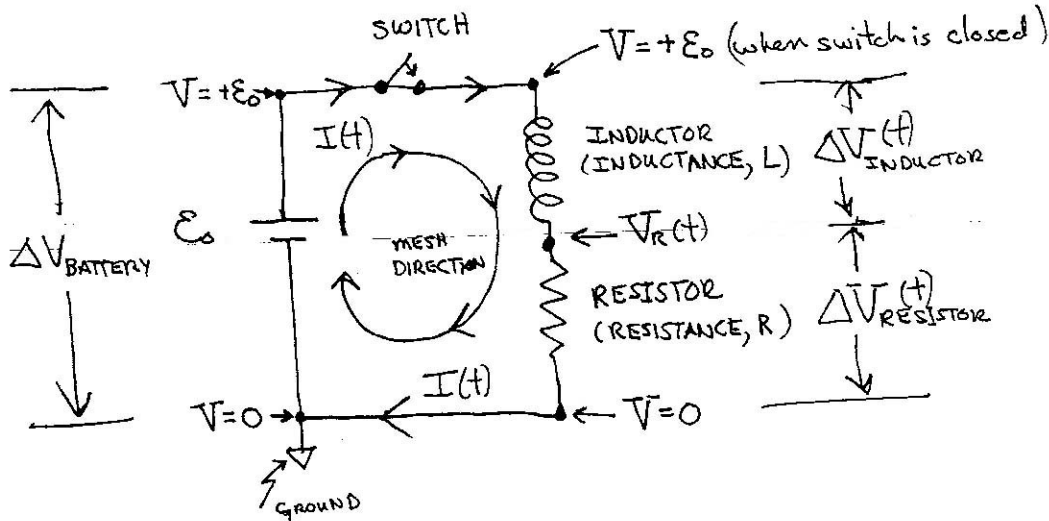 SWITCH
V=+ε₀ (when switch is closed)
V=+ε₀
I(t)
INDUCTOR
(INDUCTANCE, L)
ΔV(t)
INDUCTOR
ε₀
ΔV BATTERY
MESH
DIRECTION
V_R(t)
RESISTOR
(RESISTANCE, R)
ΔV(t)
RESISTOR
I(t)
V=0
V=0
GROUND